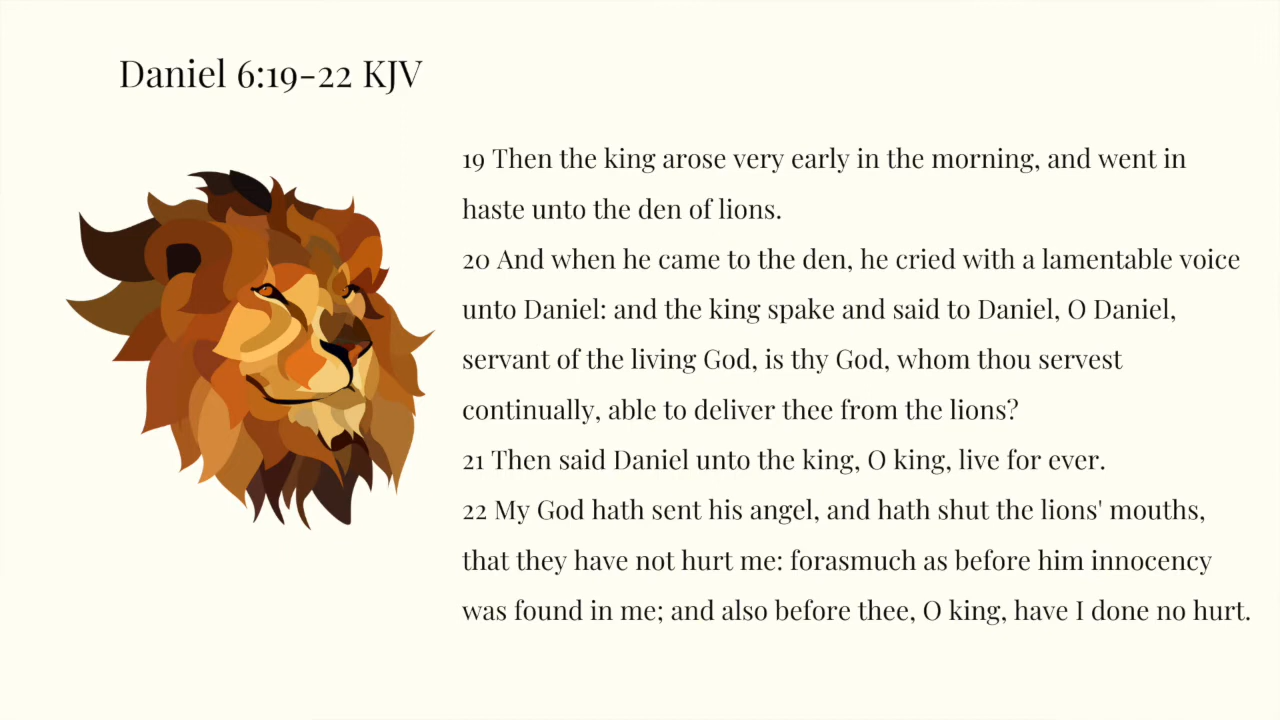 Daniel 6:19-22 KJV
19 Then the king arose very early in the morning, and went in
haste unto the den of lions.
20 And when he came to the den, he cried with a lamentable voice
unto Daniel: and the king spake and said to Daniel, O Daniel,
servant of the living God, is thy God, whom thou servest
continually, able to deliver thee from the lions?
21 Then said Daniel unto the king, O king, live for ever.
22 My God hath sent his angel, and hath shut the lions' mouths,
that they have not hurt me: forasmuch as before him innocency
was found in me; and also before thee, O king, have I done no hurt.